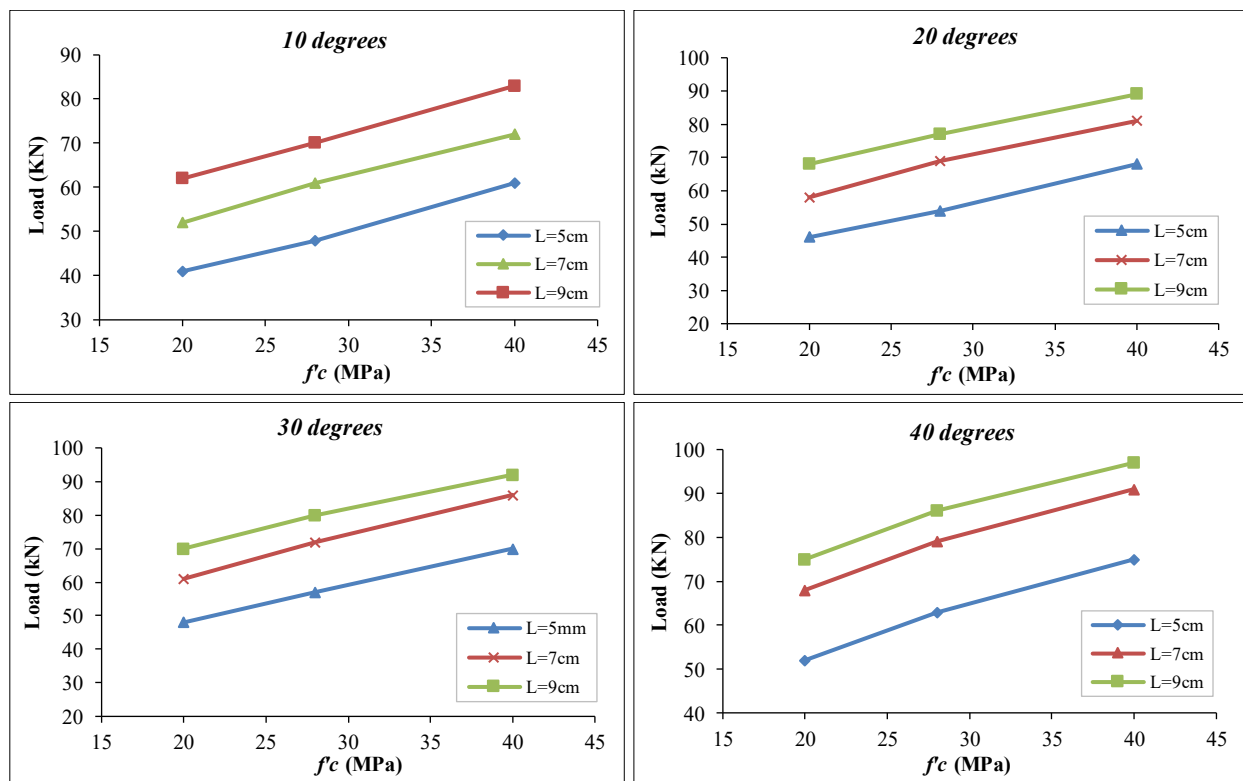 10 degrees
90
80
70
60
50
40
30
Load (KN)
15 20 25 30 35 40 45
f'c (MPa)
L=5cm
L=7cm
L=9cm
20 degrees
100
90
80
70
60
50
40
30
20
Load (kN)
15 20 25 30 35 40 45
f'c (MPa)
L=5cm
L=7cm
L=9cm
30 degrees
100
90
80
70
60
50
40
30
20
Load (kN)
15 20 25 30 35 40 45
f'c (MPa)
L=5mm
L=7cm
L=9cm
40 degrees
100
90
80
70
60
50
40
Load (KN)
15 20 25 30 35 40 45
f'c (MPa)
L=5cm
L=7cm
L=9cm